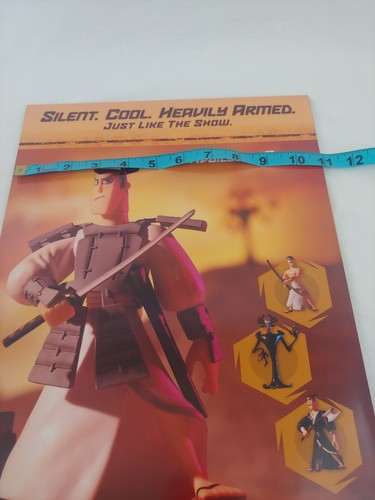 SILENT. COOL. HEAVILY ARMED.
JUST LIKE THE SHOW.
1 2 3 4 5 6 7 8 9 10 11 12